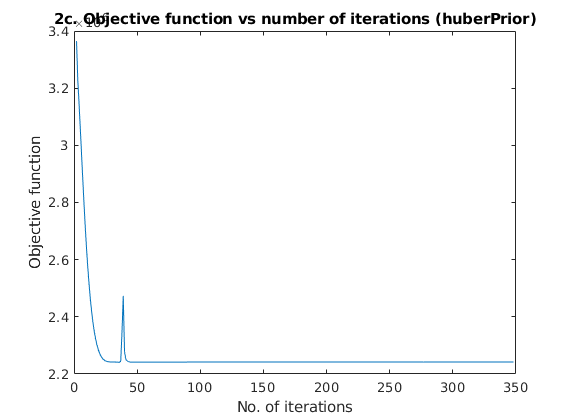 2c. Objective function vs number of iterations (huberPrior)
3.4
3.2
3
2.8
2.6
2.4
2.2
Objective function
0 50 100 150 200 250 300 350
No. of iterations